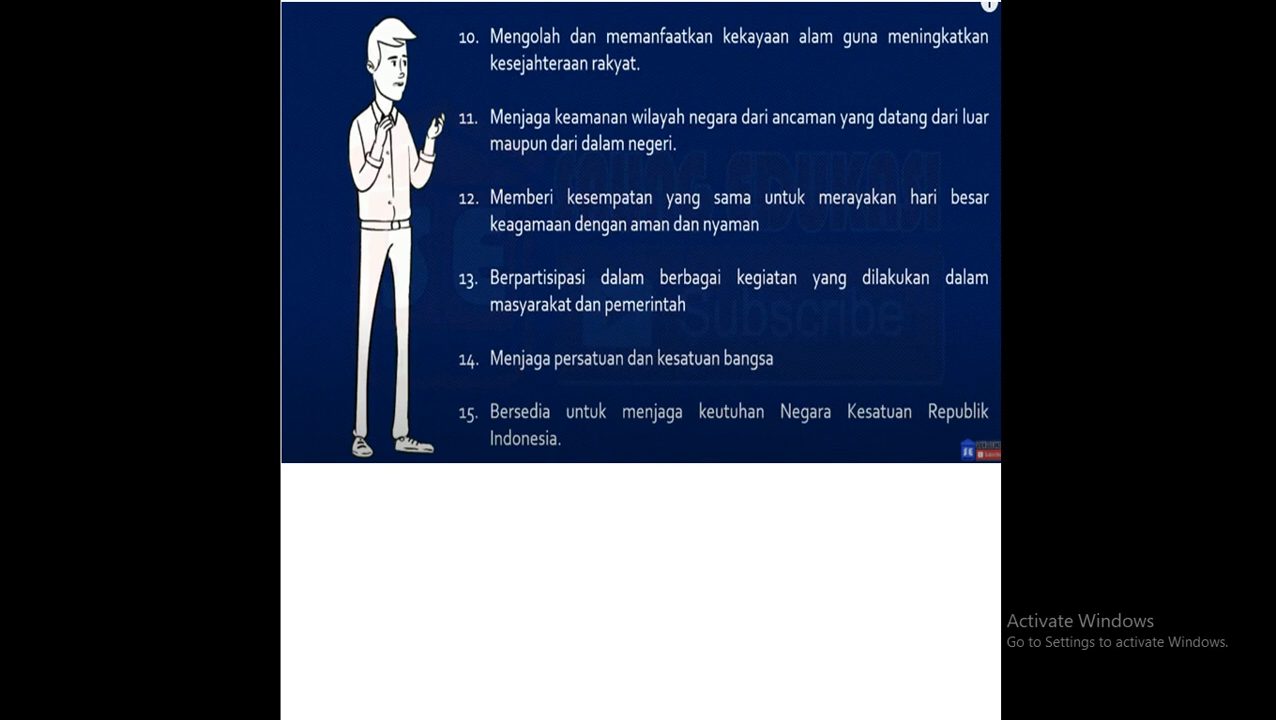 10. Mengolah dan memanfaatkan kekayaan alam guna meningkatkan
kesejahteraan rakyat.
11. Menjaga keamanan wilayah negara dari ancaman yang datang dari luar
maupun dari dalam negeri.
12. Memberi kesempatan yang sama untuk merayakan hari besar
keagamaan dengan aman dan nyaman
13. Berpartisipasi dalam berbagai kegiatan yang dilakukan dalam
masyarakat dan pemerintah
Subscribe
14. Menjaga persatuan dan kesatuan bangsa
15. Bersedia untuk menjaga keutuhan Negara Kesatuan Republik
Indonesia.
Activate Windows
Go to Settings to activate Windows.